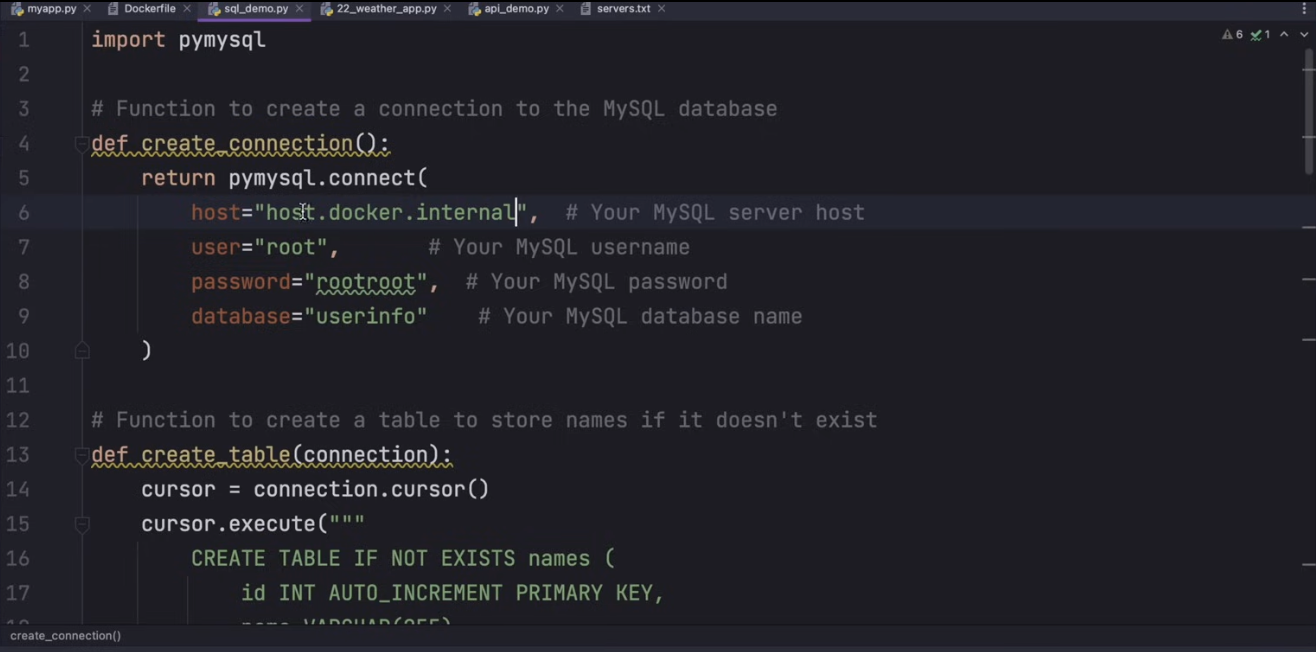 myapp.py Dockerfile sql_demo.py 22_weather_app.py api_demo.py servers.txt
6 1
1 import pymysql
2
3 # Function to create a connection to the MySQL database
4 def create_connection():
5 return pymysql.connect(
6 host="host.docker.internal", # Your MySQL server host
7 user="root", # Your MySQL username
8 password="rootroot", # Your MySQL password
9 database="userinfo" # Your MySQL database name
10 )
11
12 # Function to create a table to store names if it doesn't exist
13 def create_table(connection):
14 cursor = connection.cursor()
15 cursor.execute("""
16 CREATE TABLE IF NOT EXISTS names (
17 id INT AUTO_INCREMENT PRIMARY KEY,
18 name VARCHAR(255)
create_connection()